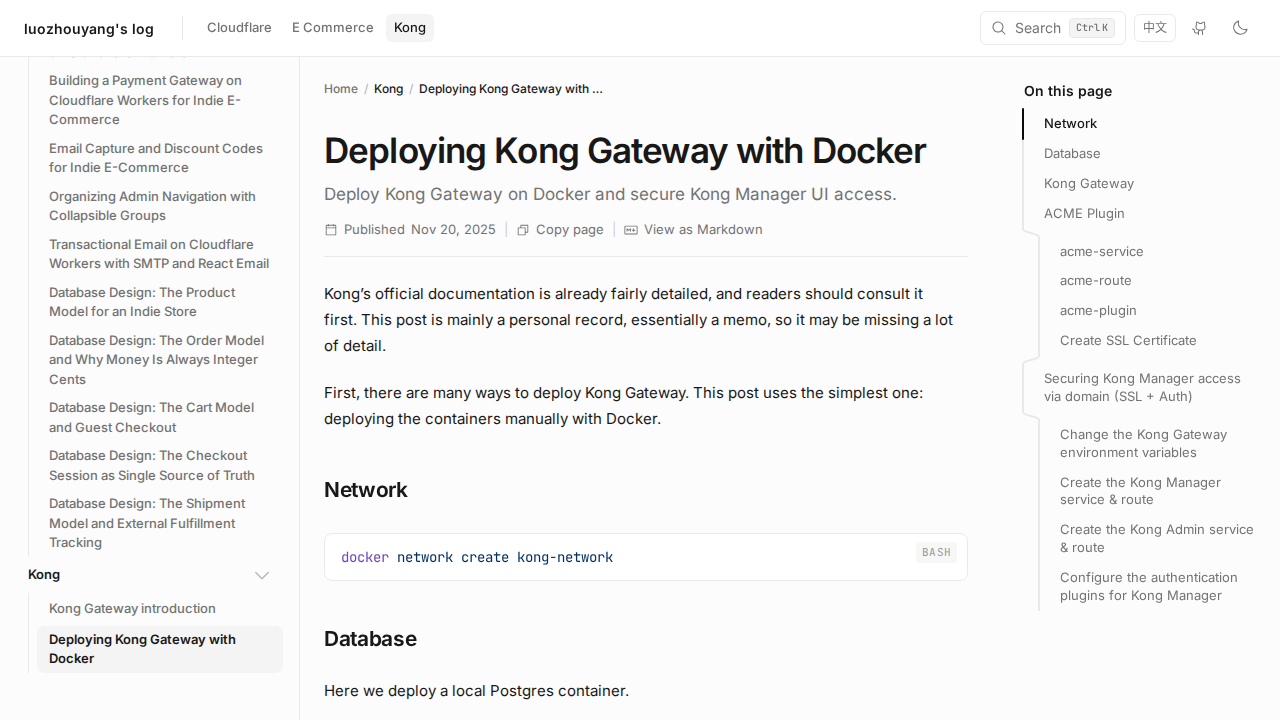 luozhouyang's log
Cloudflare
E Commerce
Kong
Search
Ctrl K
中文
Building a Payment Gateway on
Cloudflare Workers for Indie E-
Commerce
Email Capture and Discount Codes
for Indie E-Commerce
Organizing Admin Navigation with
Collapsible Groups
Transactional Email on Cloudflare
Workers with SMTP and React Email
Database Design: The Product
Model for an Indie Store
Database Design: The Order Model
and Why Money Is Always Integer
Cents
Database Design: The Cart Model
and Guest Checkout
Database Design: The Checkout
Session as Single Source of Truth
Database Design: The Shipment
Model and External Fulfillment
Tracking
Kong
Kong Gateway introduction
Deploying Kong Gateway with
Docker
Home / Kong / Deploying Kong Gateway with ...
Deploying Kong Gateway with Docker
Deploy Kong Gateway on Docker and secure Kong Manager UI access.
Published Nov 20, 2025
Copy page
View as Markdown
Kong's official documentation is already fairly detailed, and readers should consult it
first. This post is mainly a personal record, essentially a memo, so it may be missing a lot
of detail.
First, there are many ways to deploy Kong Gateway. This post uses the simplest one:
deploying the containers manually with Docker.
Network
docker network create kong-network
BASH
Database
Here we deploy a local Postgres container.
On this page
Network
Database
Kong Gateway
ACME Plugin
acme-service
acme-route
acme-plugin
Create SSL Certificate
Securing Kong Manager access
via domain (SSL + Auth)
Change the Kong Gateway
environment variables
Create the Kong Manager
service & route
Create the Kong Admin service
& route
Configure the authentication
plugins for Kong Manager